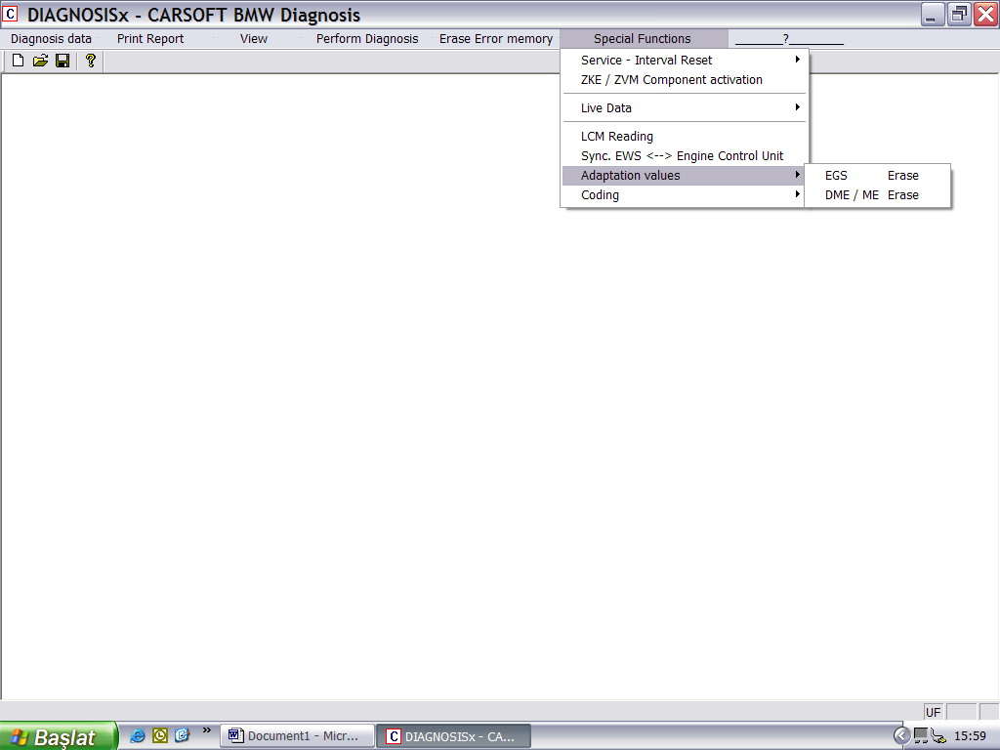 C DIAGNOSISx - CARSOFT BMW Diagnosis
Diagnosis data Print Report View Perform Diagnosis Erase Error memory Special Functions _______?________
?
Service - Interval Reset
ZKE / ZVM Component activation
Live Data
LCM Reading
Sync. EWS <--> Engine Control Unit
Adaptation values
Coding
EGS Erase
DME / ME Erase
UF
Başlat » Document1 - Micr... C DIAGNOSISx - CA... 15:59